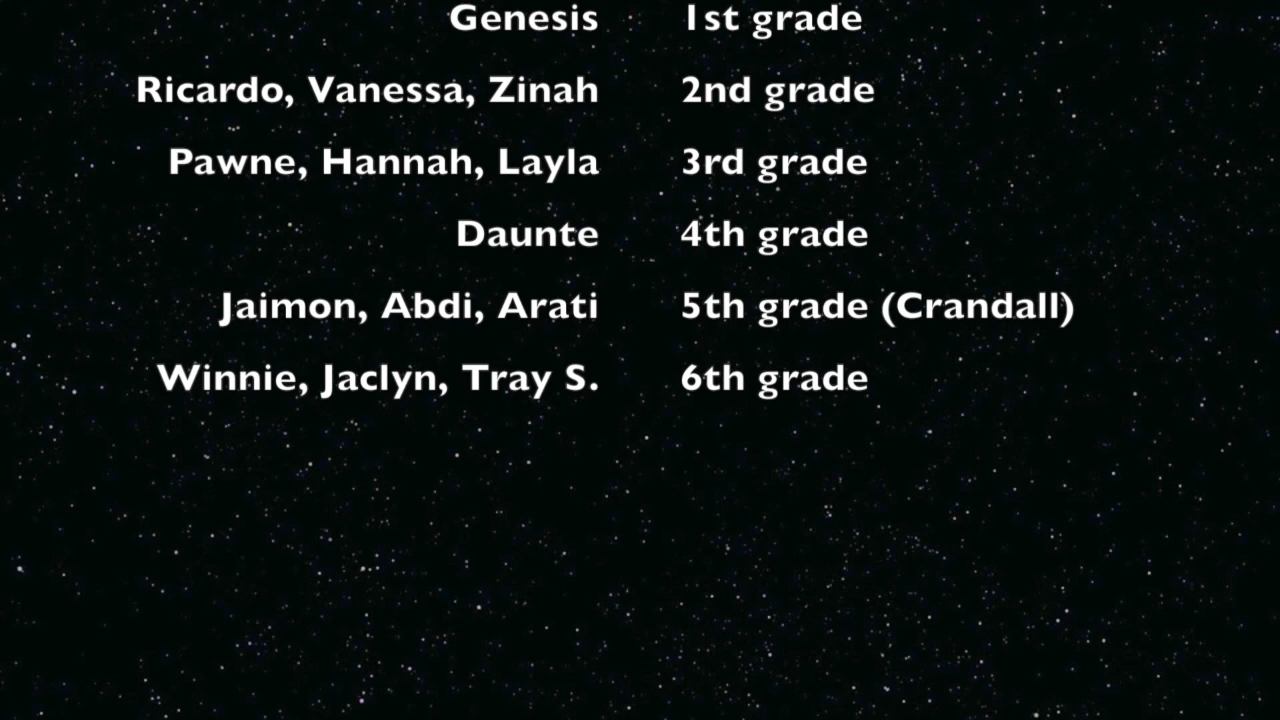 Genesis 1st grade
Ricardo, Vanessa, Zinah 2nd grade
Pawne, Hannah, Layla 3rd grade
Daunte 4th grade
Jaimon, Abdi, Arati 5th grade (Crandall)
Winnie, Jaclyn, Tray S. 6th grade